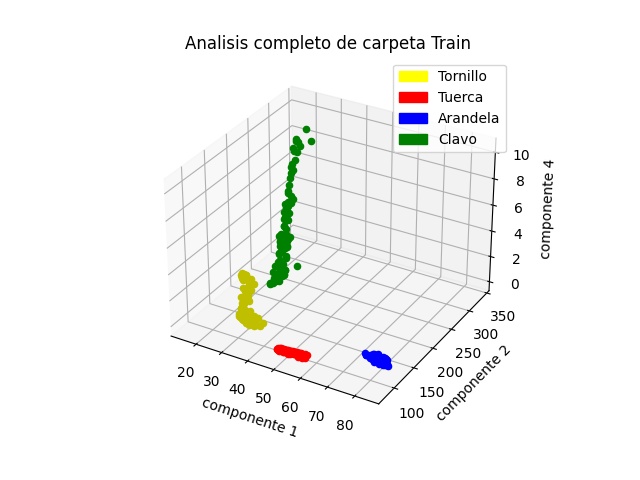 Analisis completo de carpeta Train
Tornillo
Tuerca
Arandela
Clavo
10
8
6
4
2
0
componente 4
350
300
250
200
150
100
componente 2
20
30
40
50
60
70
80
componente 1